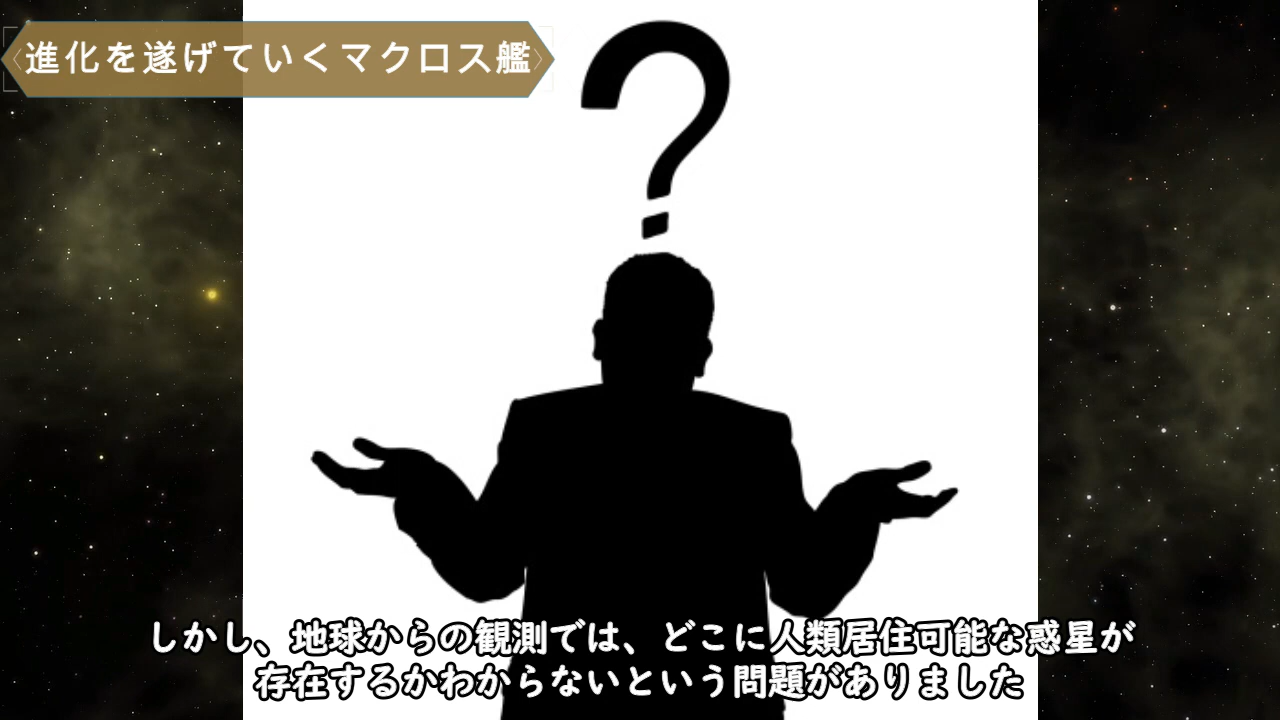 進化を遂げていくマクロス艦
?
しかし、地球からの観測では、どこに人類居住可能な惑星が
存在するかわからないという問題がありました